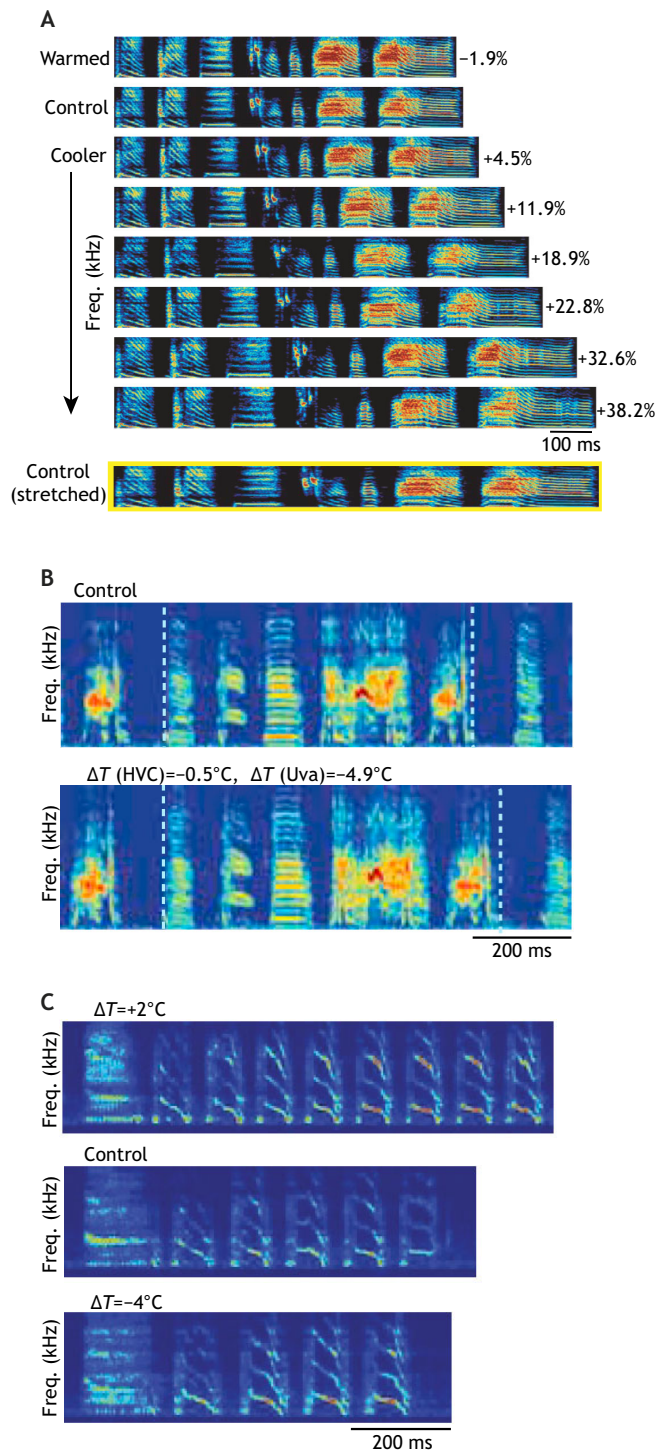 A
Warmed
−1.9%
Control
Cooler
+4.5%
+11.9%
+18.9%
Freq. (kHz)
+22.8%
+32.6%
+38.2%
100 ms
Control
(stretched)
B
Control
Freq. (kHz)
ΔT (HVC)=−0.5°C, ΔT (Uva)=−4.9°C
Freq. (kHz)
200 ms
C
ΔT=+2°C
Freq. (kHz)
Control
Freq. (kHz)
ΔT=−4°C
Freq. (kHz)
200 ms